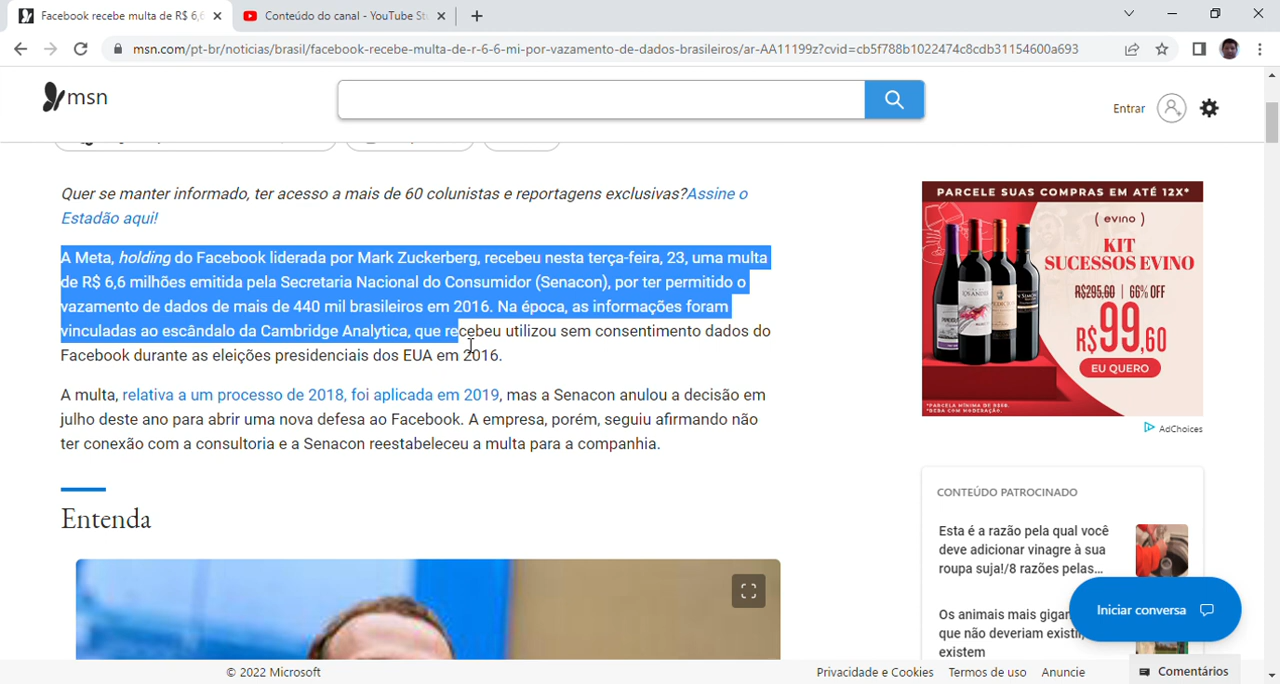 Facebook recebe multa de R$ 6,6
Conteúdo do canal - YouTube St
msn.com/pt-br/noticias/brasil/facebook-recebe-multa-de-r-6-6-mi-por-vazamento-de-dados-brasileiros/ar-AA11199z?cvid=cb5f788b1022474c8cdb31154600a693
msn
Entrar
Quer se manter informado, ter acesso a mais de 60 colunistas e reportagens exclusivas?Assine o
Estadão aqui!
A Meta, holding do Facebook liderada por Mark Zuckerberg, recebeu nesta terça-feira, 23, uma multa
de R$ 6,6 milhões emitida pela Secretaria Nacional do Consumidor (Senacon), por ter permitido o
vazamento de dados de mais de 440 mil brasileiros em 2016. Na época, as informações foram
vinculadas ao escândalo da Cambridge Analytica, que recebeu utilizou sem consentimento dados do
Facebook durante as eleições presidenciais dos EUA em 2016.
A multa, relativa a um processo de 2018, foi aplicada em 2019, mas a Senacon anulou a decisão em
julho deste ano para abrir uma nova defesa ao Facebook. A empresa, porém, seguiu afirmando não
ter conexão com a consultoria e a Senacon reestabeleceu a multa para a companhia.
Entenda
PARCELE SUAS COMPRAS EM ATÉ 12X*
( evino )
KIT
SUCESSOS EVINO
R$295,60 | 66% OFF
R$99,60
EU QUERO
*PARCELA MÍNIMA DE R$50.
*BEBA COM MODERAÇÃO.
AdChoices
CONTEÚDO PATROCINADO
Esta é a razão pela qual você
deve adicionar vinagre à sua
roupa suja!/8 razões pelas...
Os animais mais gigan
que não deveriam existir,
existem
Iniciar conversa
© 2022 Microsoft
Privacidade e Cookies
Termos de uso
Anuncie
Comentários